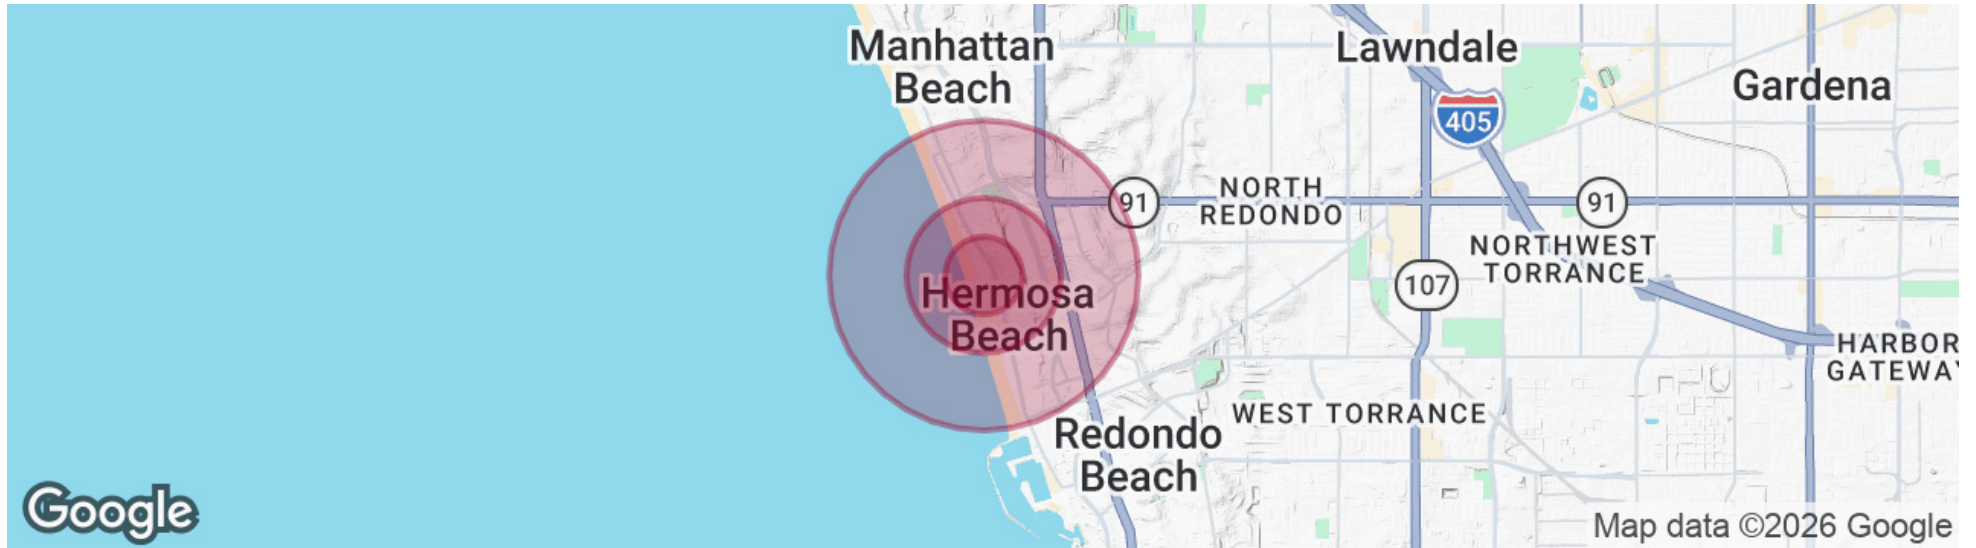 Manhattan
Beach
Lawndale
Gardena
405
91
NORTH
REDONDO
91
NORTHWEST
TORRANCE
107
Hermosa
Beach
HARBOR
GATEWAY
WEST TORRANCE
Redondo
Beach
Google
Map data ©2026 Google